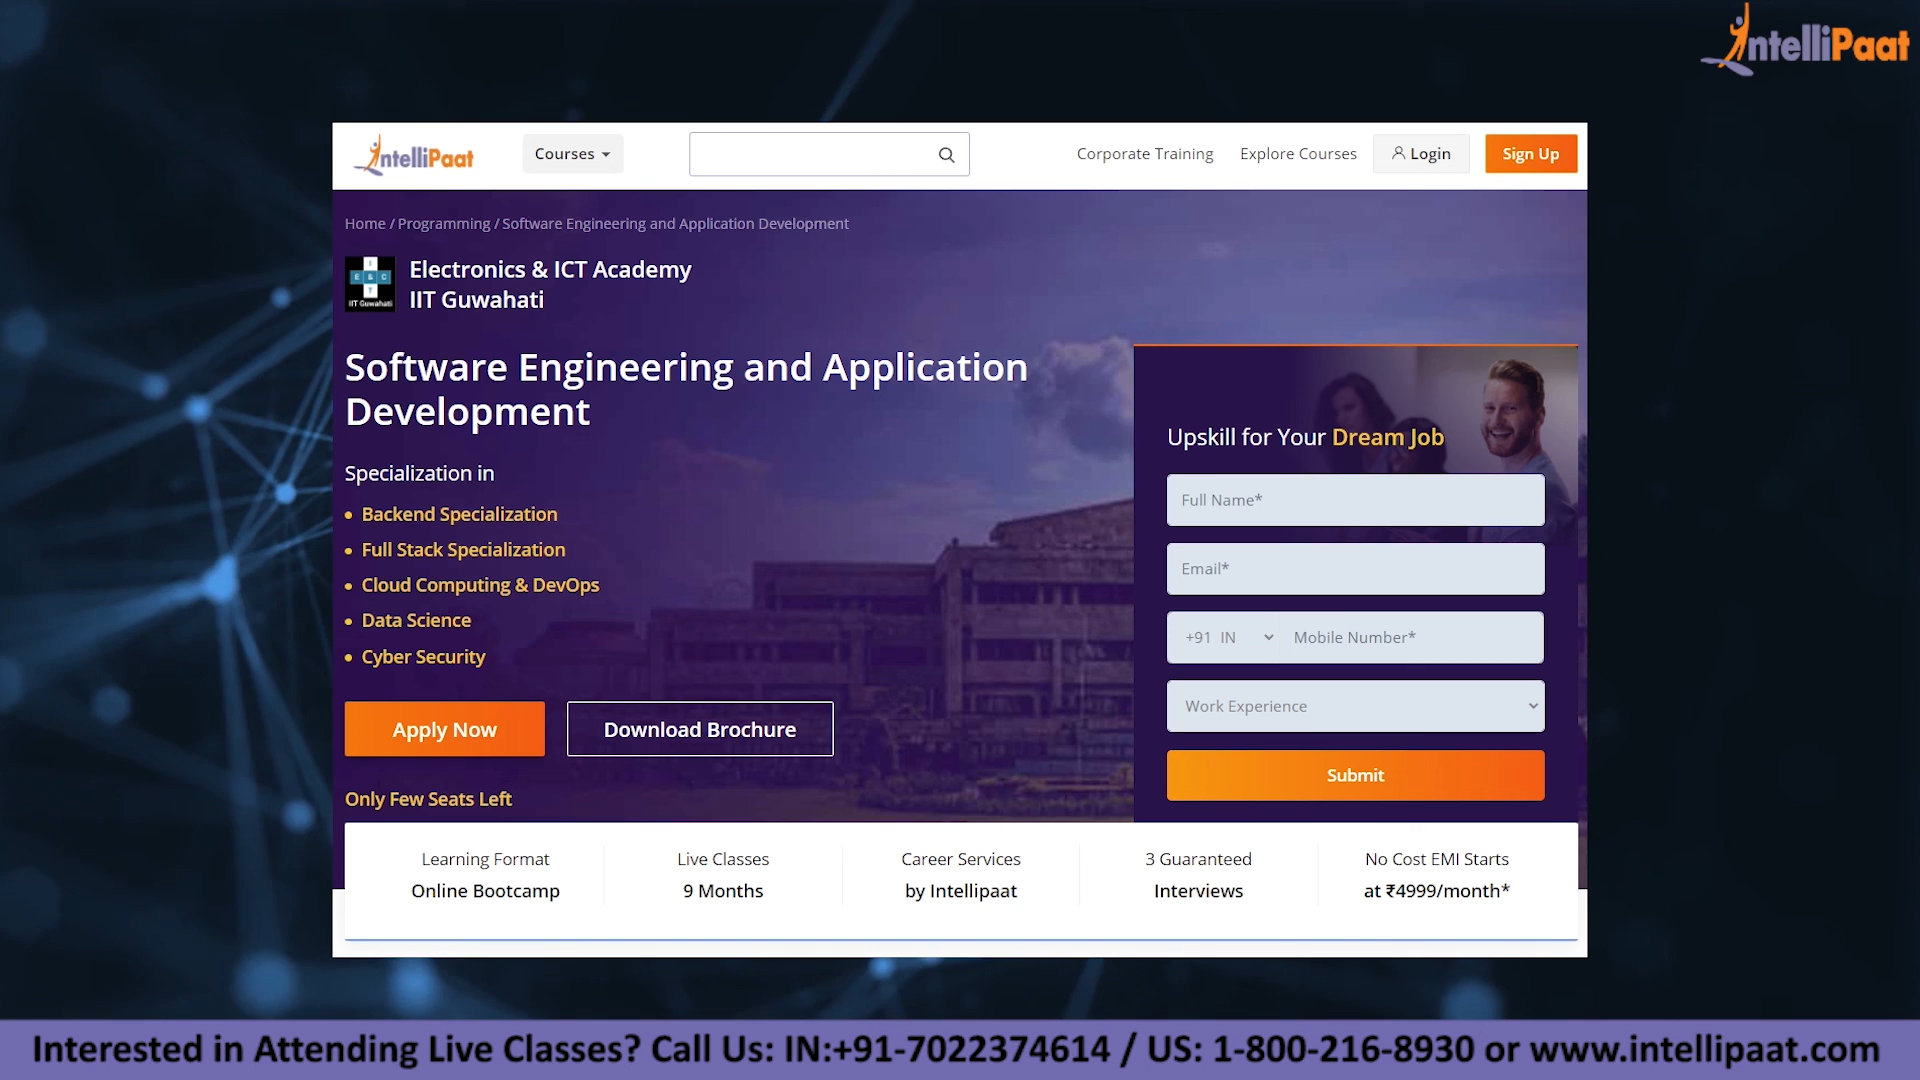 IntelliPaat
IntelliPaat
Courses
Corporate Training
Explore Courses
Login
Sign Up
Home / Programming / Software Engineering and Application Development
I
E & C
T
IIT Guwahati
Electronics & ICT Academy
IIT Guwahati
Software Engineering and Application
Development
Specialization in
Backend Specialization
Full Stack Specialization
Cloud Computing & DevOps
Data Science
Cyber Security
Apply Now
Download Brochure
Only Few Seats Left
Upskill for Your Dream Job
Full Name*
Email*
+91 IN
Mobile Number*
Work Experience
Submit
Learning Format
Online Bootcamp
Live Classes
9 Months
Career Services
by Intellipaat
3 Guaranteed
Interviews
No Cost EMI Starts
at ₹4999/month*
Interested in Attending Live Classes? Call Us: IN:+91-7022374614 / US: 1-800-216-8930 or www.intellipaat.com